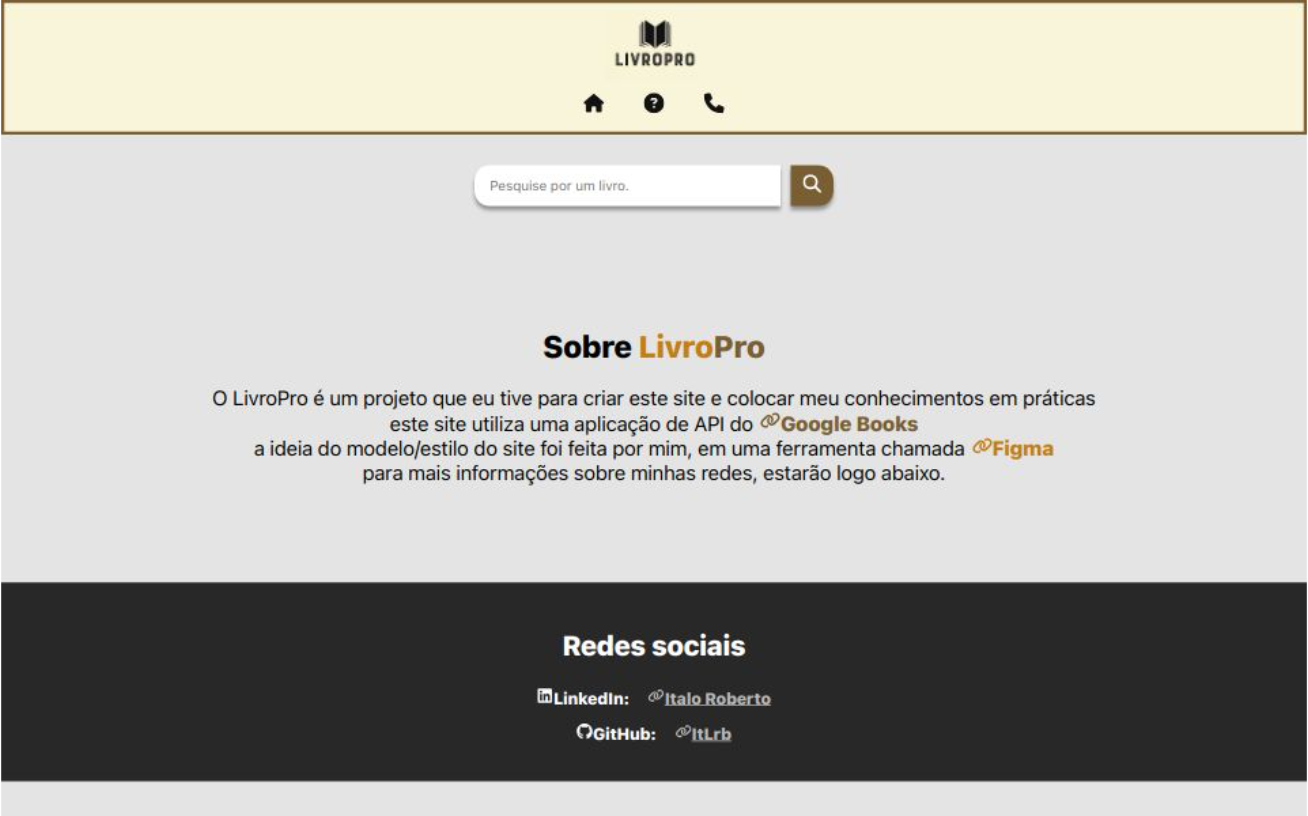 LIVROPRO
Pesquise por um livro.
Sobre LivroPro
O LivroPro é um projeto que eu tive para criar este site e colocar meu conhecimentos em práticas
este site utiliza uma aplicação de API do Google Books
a ideia do modelo/estilo do site foi feita por mim, em uma ferramenta chamada Figma
para mais informações sobre minhas redes, estarão logo abaixo.
Redes sociais
LinkedIn: Italo Roberto
GitHub: ItLrb